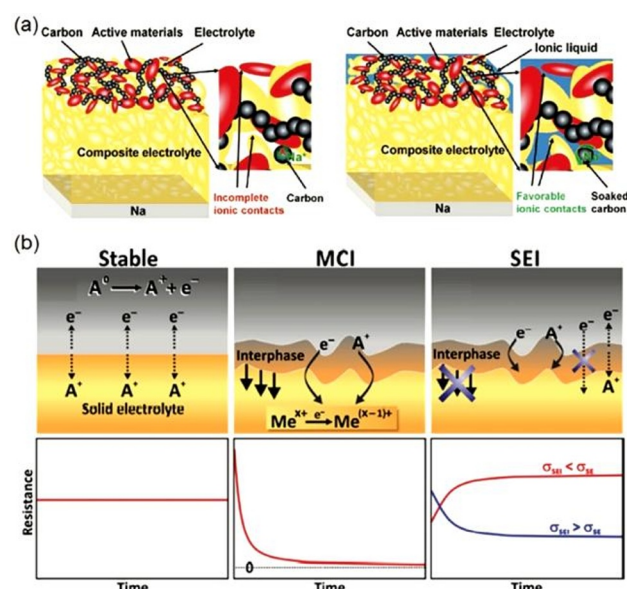 (a)
Carbon Active materials Electrolyte
Composite electrolyte
Na
Na⁺
Incomplete
ionic contacts
Carbon
Carbon Active materials Electrolyte
Ionic liquid
Composite electrolyte
Na
Favorable
ionic contacts
Soaked
carbon
(b)
Stable
A⁰ → A⁺ + e⁻
e⁻ e⁻ e⁻
A⁺ A⁺ A⁺
Solid electrolyte
MCI
e⁻ A⁺
Interphase
Meˣ⁺ e⁻→ Me⁽ˣ⁻¹⁾⁺
SEI
e⁻ A⁺ e⁻ e⁻
Interphase
A⁺
Resistance
Time
0
Time
σSEI < σSE
σSEI > σSE
Time